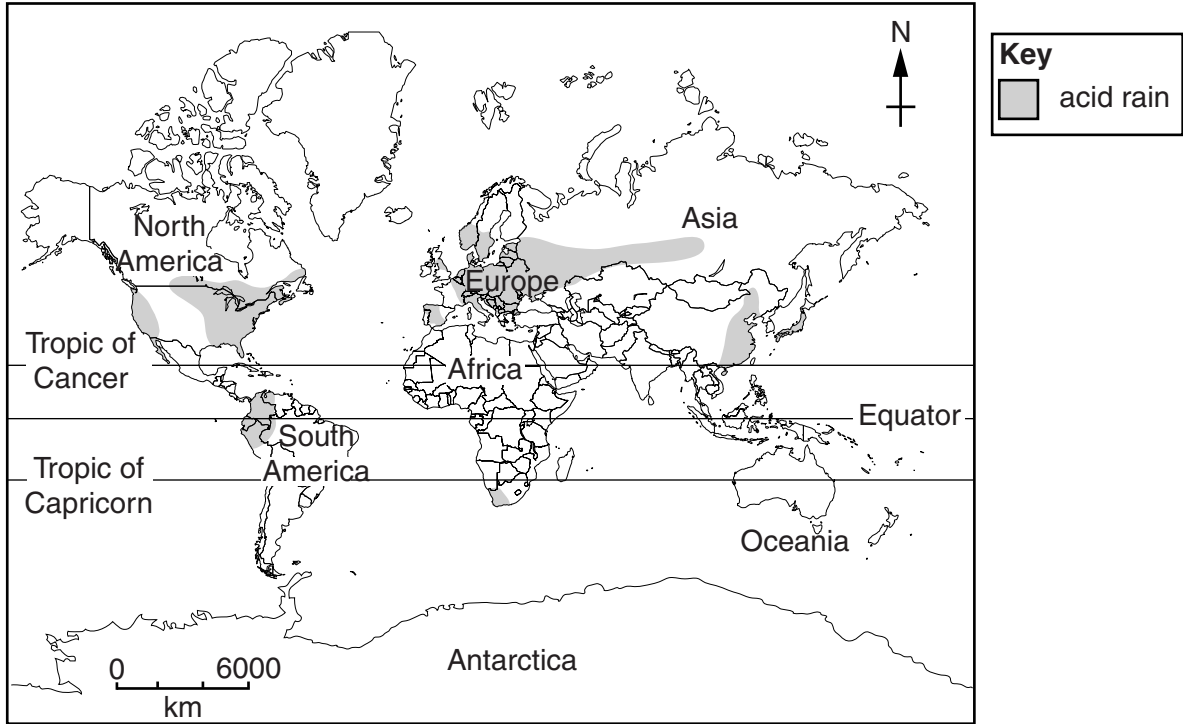 N
Key
acid rain
North
America
Asia
Europe
Tropic of
Cancer
Africa
Equator
South
America
Tropic of
Capricorn
Oceania
Antarctica
0 6000
km